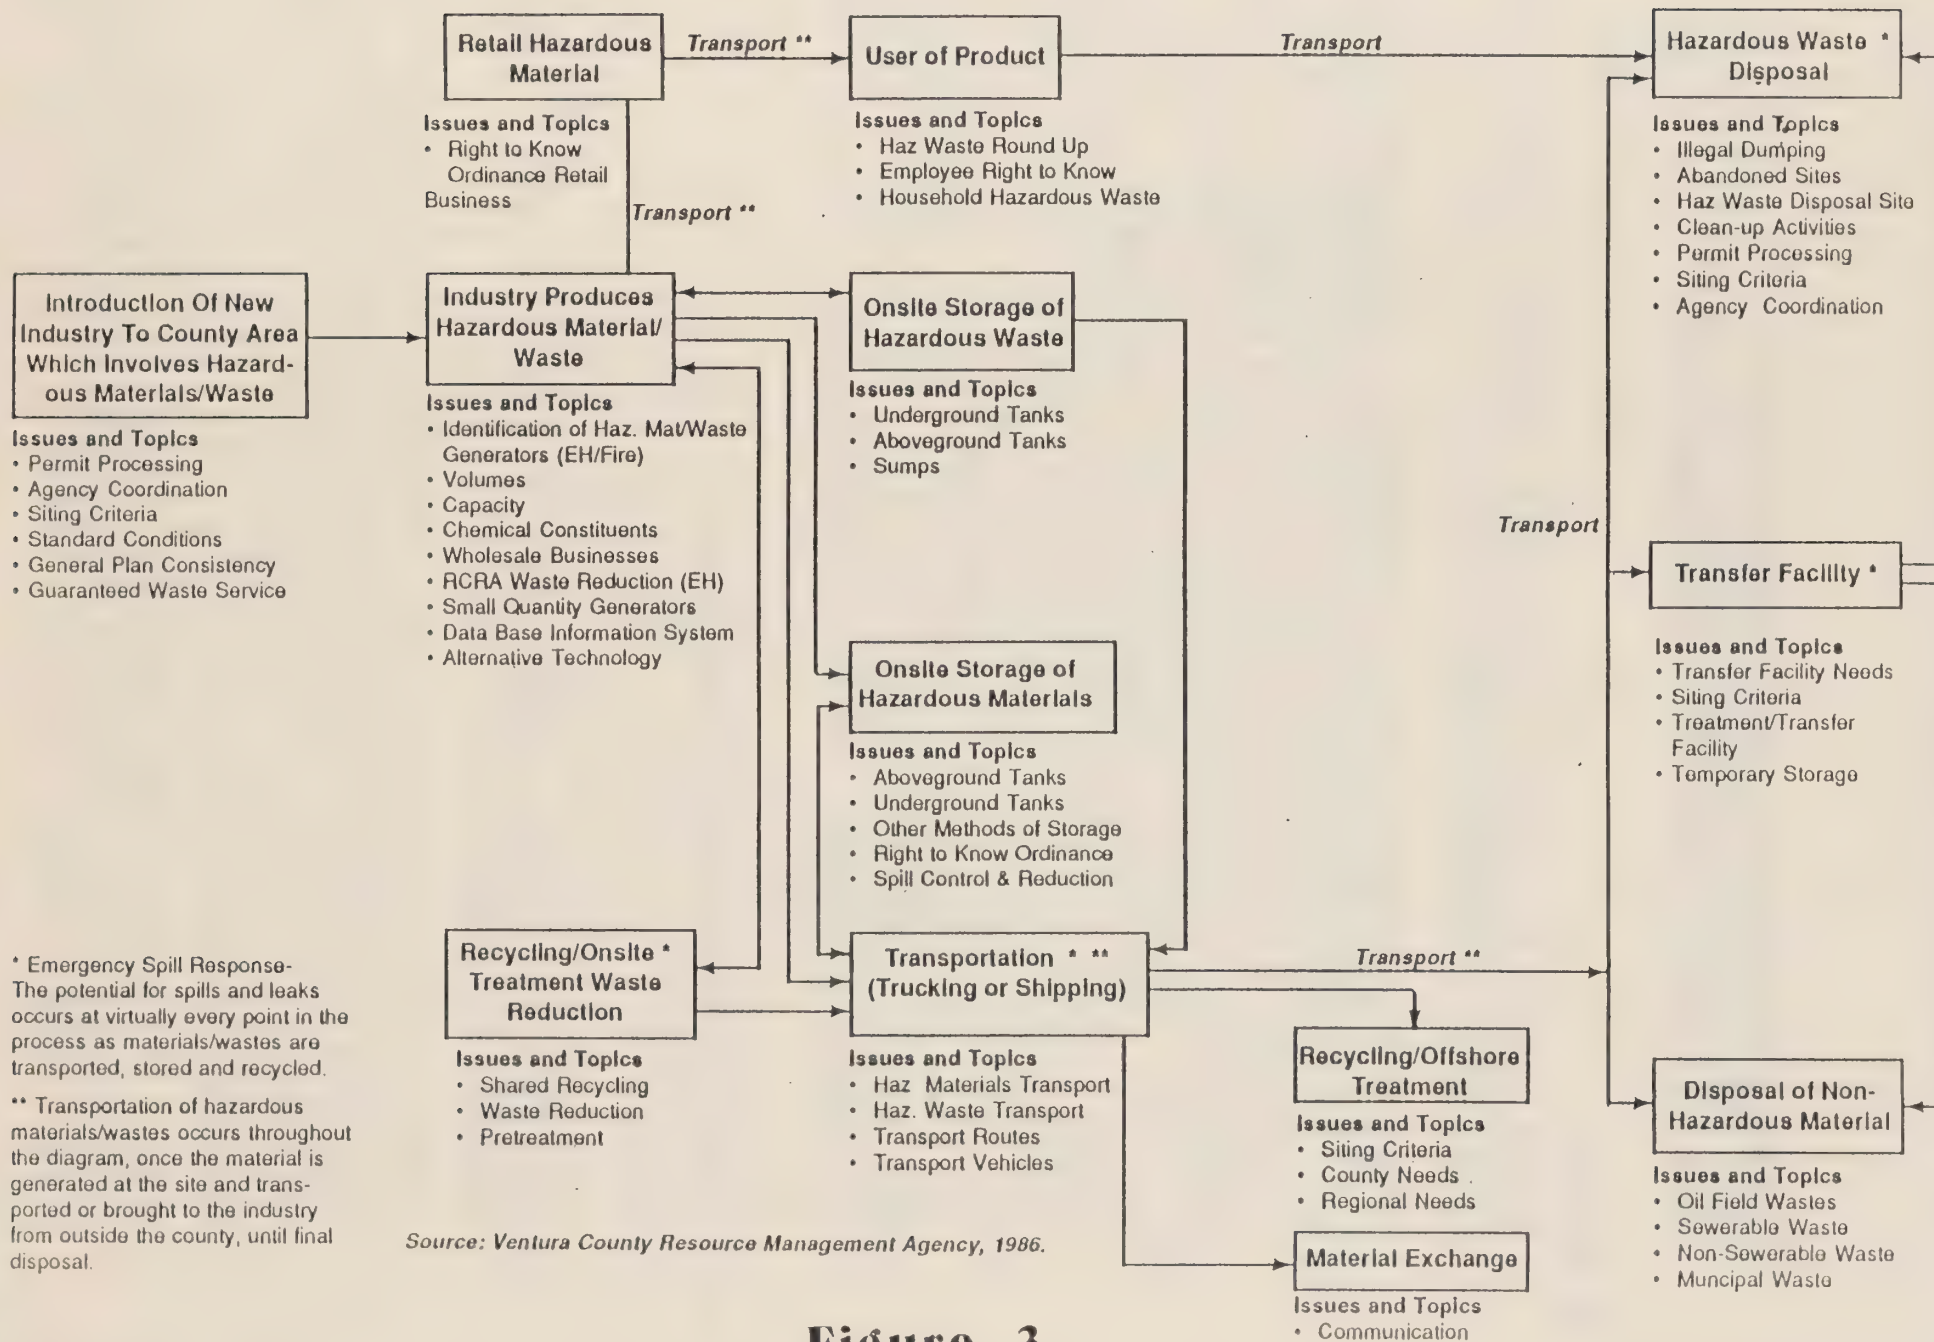 Retail Hazardous
Material
Transport **
User of Product
Transport
Hazardous Waste *
Disposal
Issues and Topics
• Right to Know
Ordinance Retail
Business
Transport **
Issues and Topics
• Haz Waste Round Up
• Employee Right to Know
• Household Hazardous Waste
Issues and Topics
• Illegal Dumping
• Abandoned Sites
• Haz Waste Disposal Site
• Clean-up Activities
• Permit Processing
• Siting Criteria
• Agency Coordination
Introduction Of New
Industry To County Area
Which Involves Hazard-
ous Materials/Waste
Issues and Topics
• Permit Processing
• Agency Coordination
• Siting Criteria
• Standard Conditions
• General Plan Consistency
• Guaranteed Waste Service
Industry Produces
Hazardous Material/
Waste
Issues and Topics
• Identification of Haz. Mat/Waste
Generators (EH/Fire)
• Volumes
• Capacity
• Chemical Constituents
• Wholesale Businesses
• RCRA Waste Reduction (EH)
• Small Quantity Generators
• Data Base Information System
• Alternative Technology
Onsite Storage of
Hazardous Waste
Issues and Topics
• Underground Tanks
• Aboveground Tanks
• Sumps
Transport
Transfer Facility *
Issues and Topics
• Transfer Facility Needs
• Siting Criteria
• Treatment/Transfer
Facility
• Temporary Storage
Onsite Storage of
Hazardous Materials
Issues and Topics
• Aboveground Tanks
• Underground Tanks
• Other Methods of Storage
• Right to Know Ordinance
• Spill Control & Reduction
Recycling/Onsite *
Treatment Waste
Reduction
Issues and Topics
• Shared Recycling
• Waste Reduction
• Pretreatment
Transportation * **
(Trucking or Shipping)
Issues and Topics
• Haz Materials Transport
• Haz. Waste Transport
• Transport Routes
• Transport Vehicles
Transport **
Recycling/Offshore
Treatment
Issues and Topics
• Siting Criteria
• County Needs
• Regional Needs
Disposal of Non-
Hazardous Material
Issues and Topics
• Oil Field Wastes
• Sewerable Waste
• Non-Sewerable Waste
• Muncipal Waste
Material Exchange
Issues and Topics
• Communication
* Emergency Spill Response-
The potential for spills and leaks
occurs at virtually every point in the
process as materials/wastes are
transported, stored and recycled.
** Transportation of hazardous
materials/wastes occurs throughout
the diagram, once the material is
generated at the site and trans-
ported or brought to the industry
from outside the county, until final
disposal.
Source: Ventura County Resource Management Agency, 1986.
Figure 3